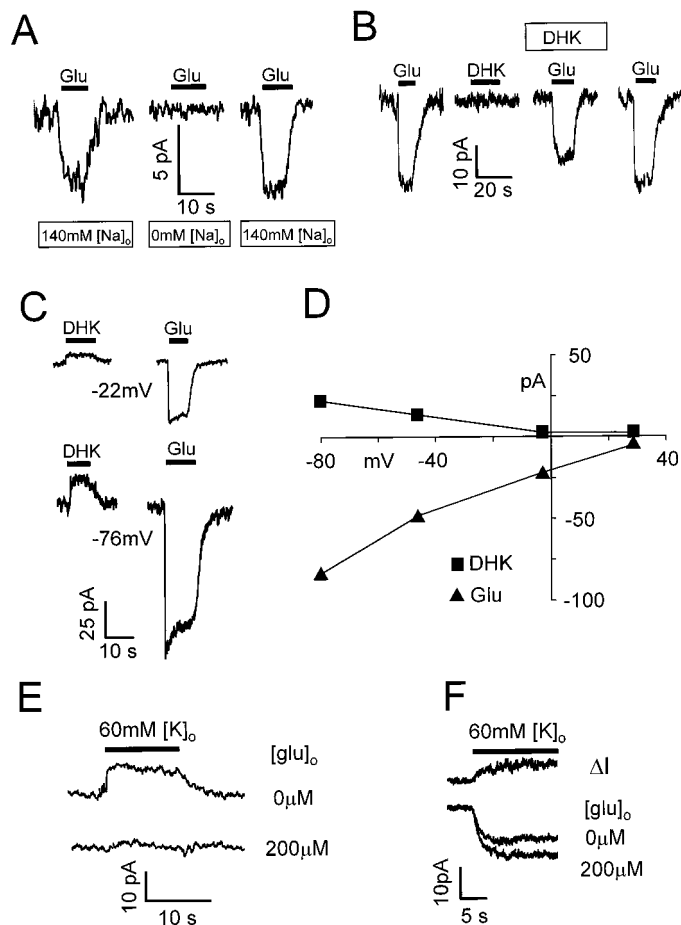 A
Glu
Glu
Glu
5 pA
10 s
140mM [Na]o
0mM [Na]o
140mM [Na]o
B
DHK
Glu
DHK
Glu
Glu
10 pA
20 s
C
DHK
Glu
-22mV
DHK
Glu
-76mV
25 pA
10 s
D
50
pA
-80
mV
-40
40
-50
DHK
Glu
-100
E
60mM [K]o
[glu]o
0μM
200μM
10 pA
10 s
F
60mM [K]o
ΔI
[glu]o
0μM
200μM
10pA
5 s